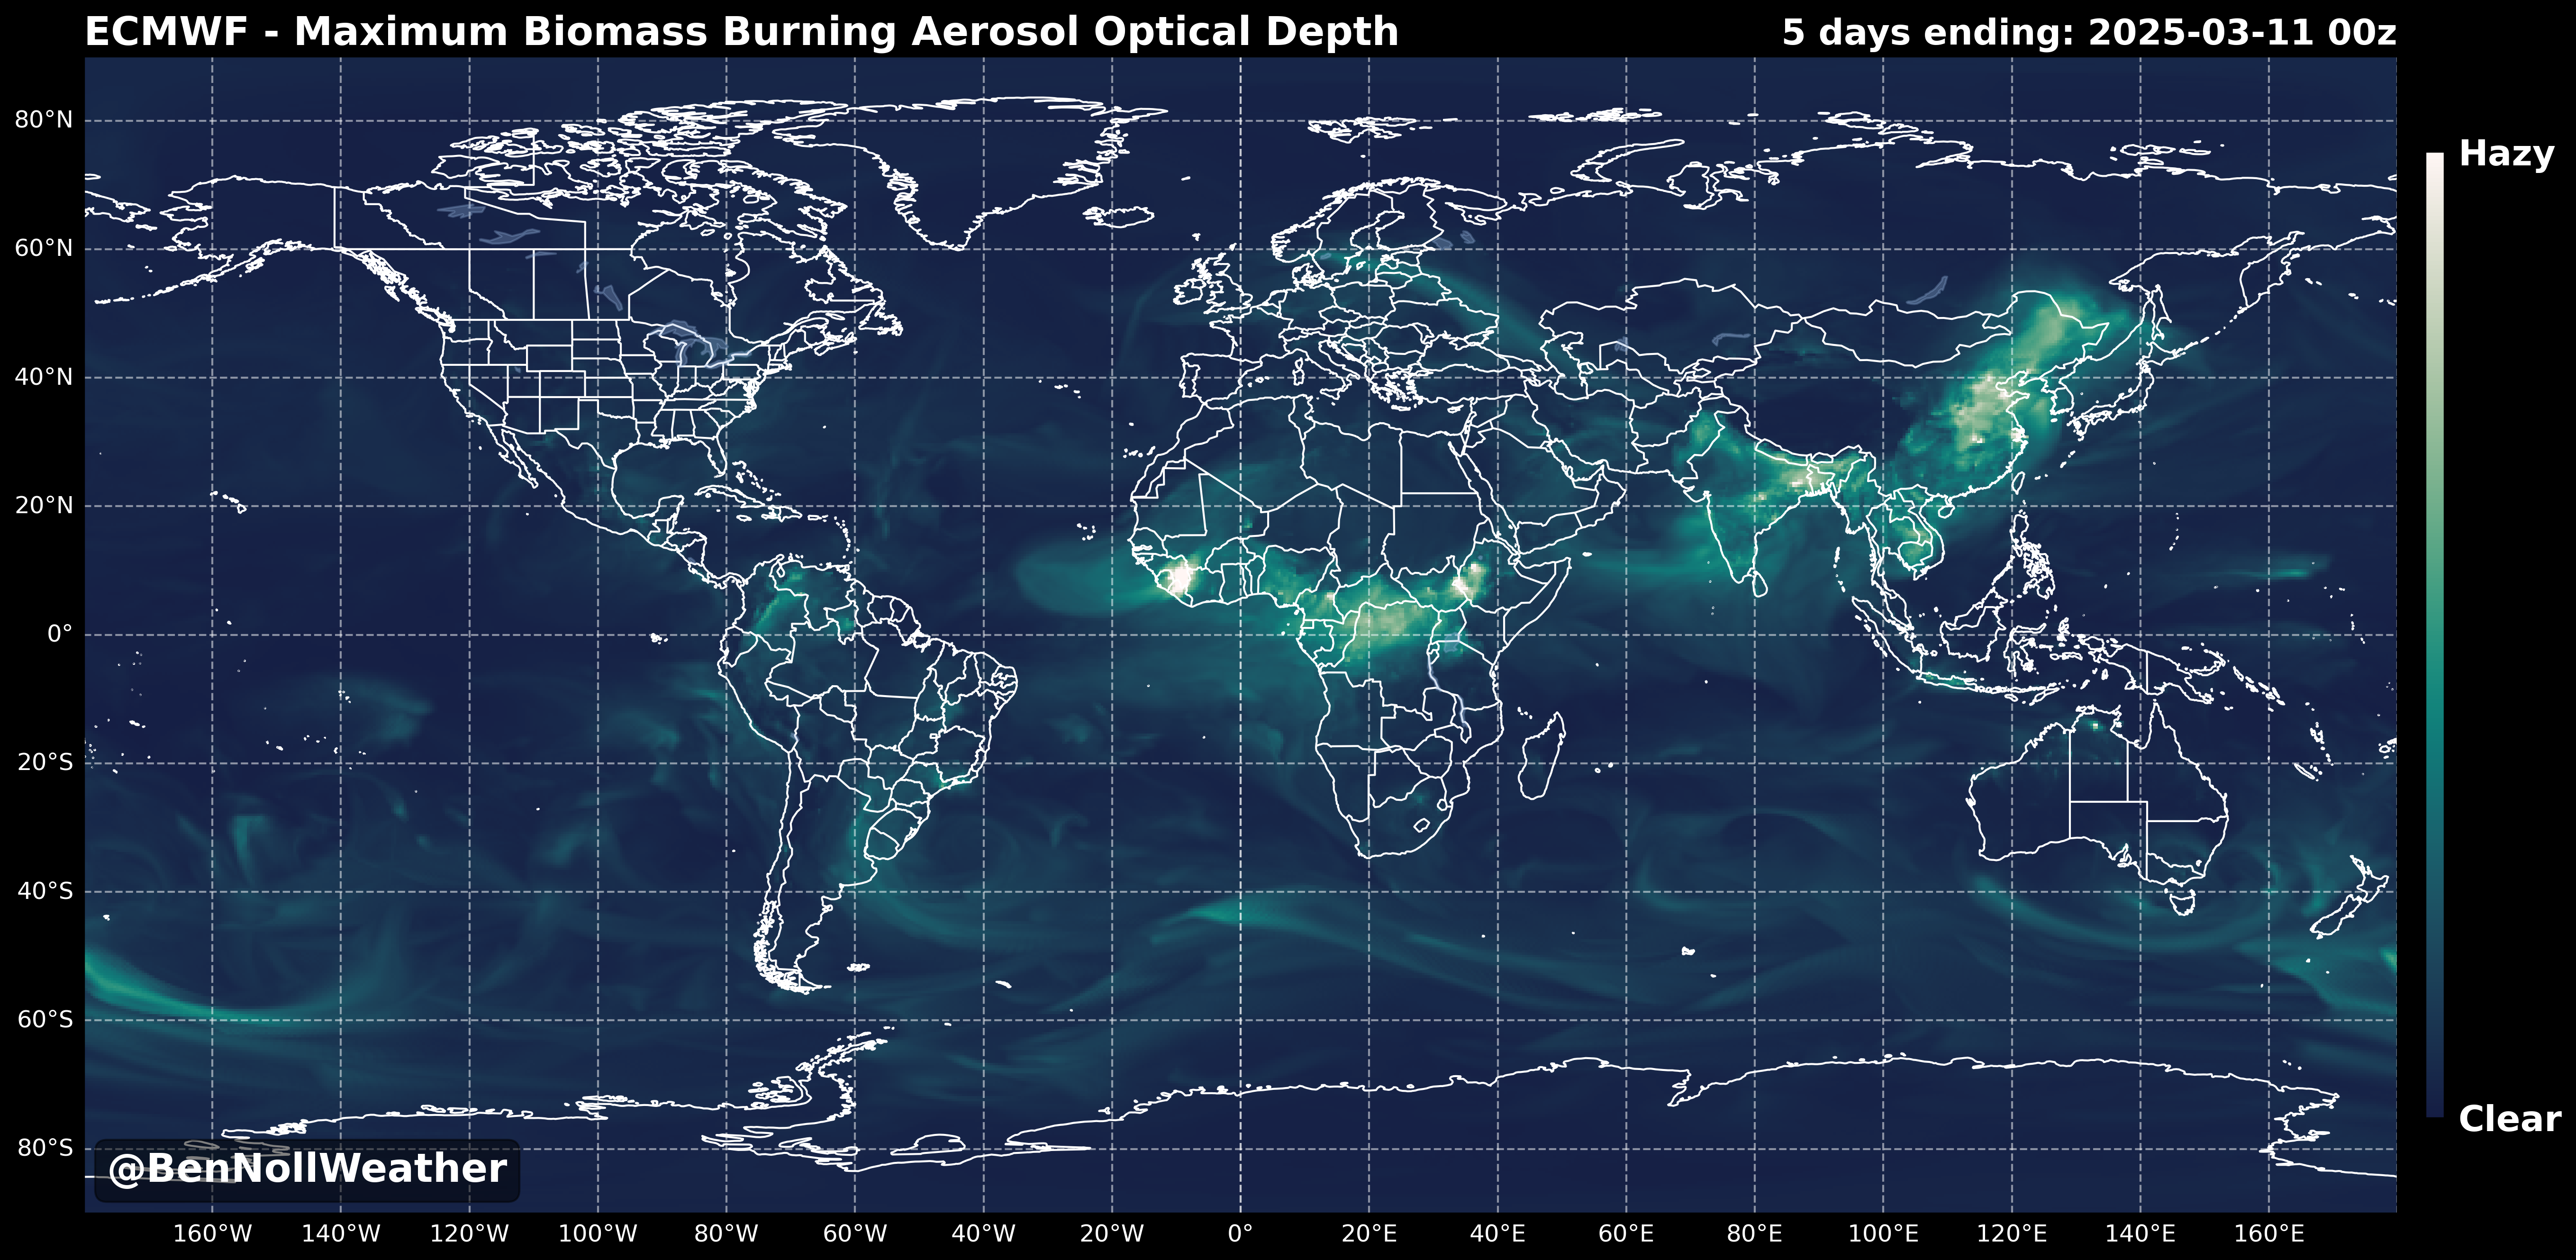 ECMWF - Maximum Biomass Burning Aerosol Optical Depth
5 days ending: 2025-03-11 00z
Hazy
80°N
60°N
40°N
20°N
0°
20°S
40°S
60°S
80°S
Clear
@BenNollWeather
160°W 140°W 120°W 100°W 80°W 60°W 40°W 20°W 0° 20°E 40°E 60°E 80°E 100°E 120°E 140°E 160°E